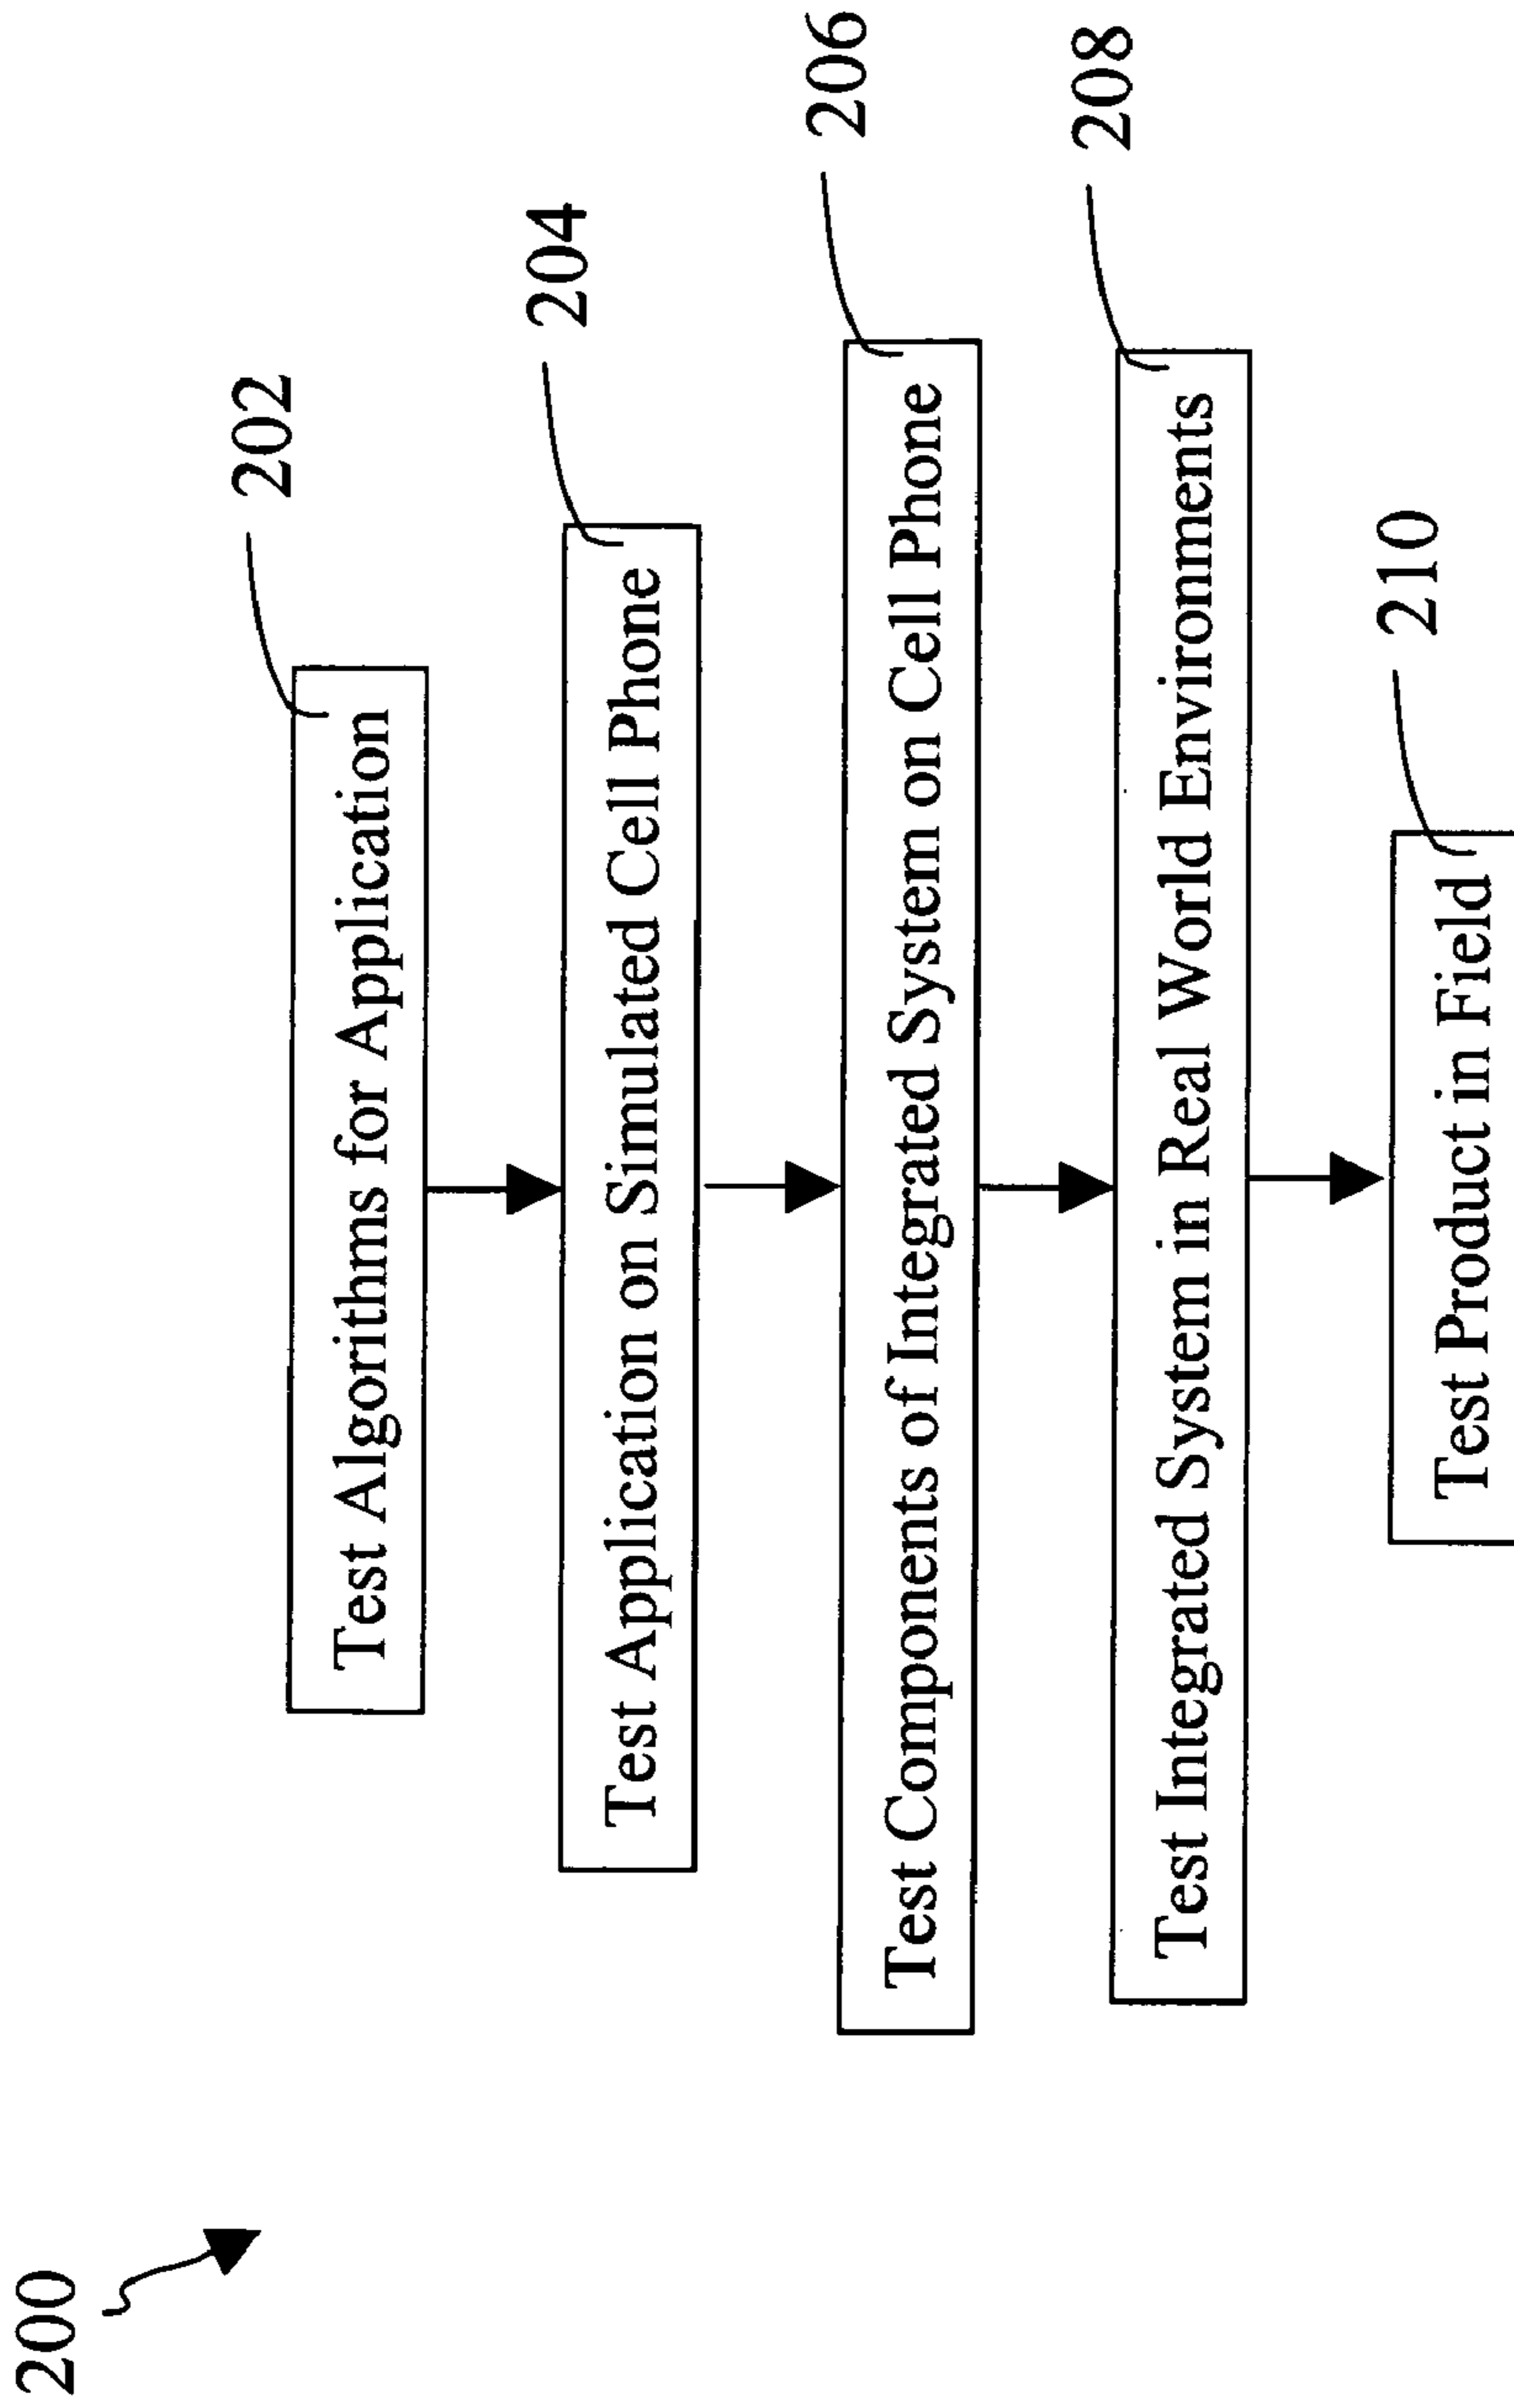 200
202
Test Algorithms for Application
204
Test Application on Simulated Cell Phone
206
Test Components of Integrated System on Cell Phone
208
Test Integrated System in Real World Environments
210
Test Product in Field